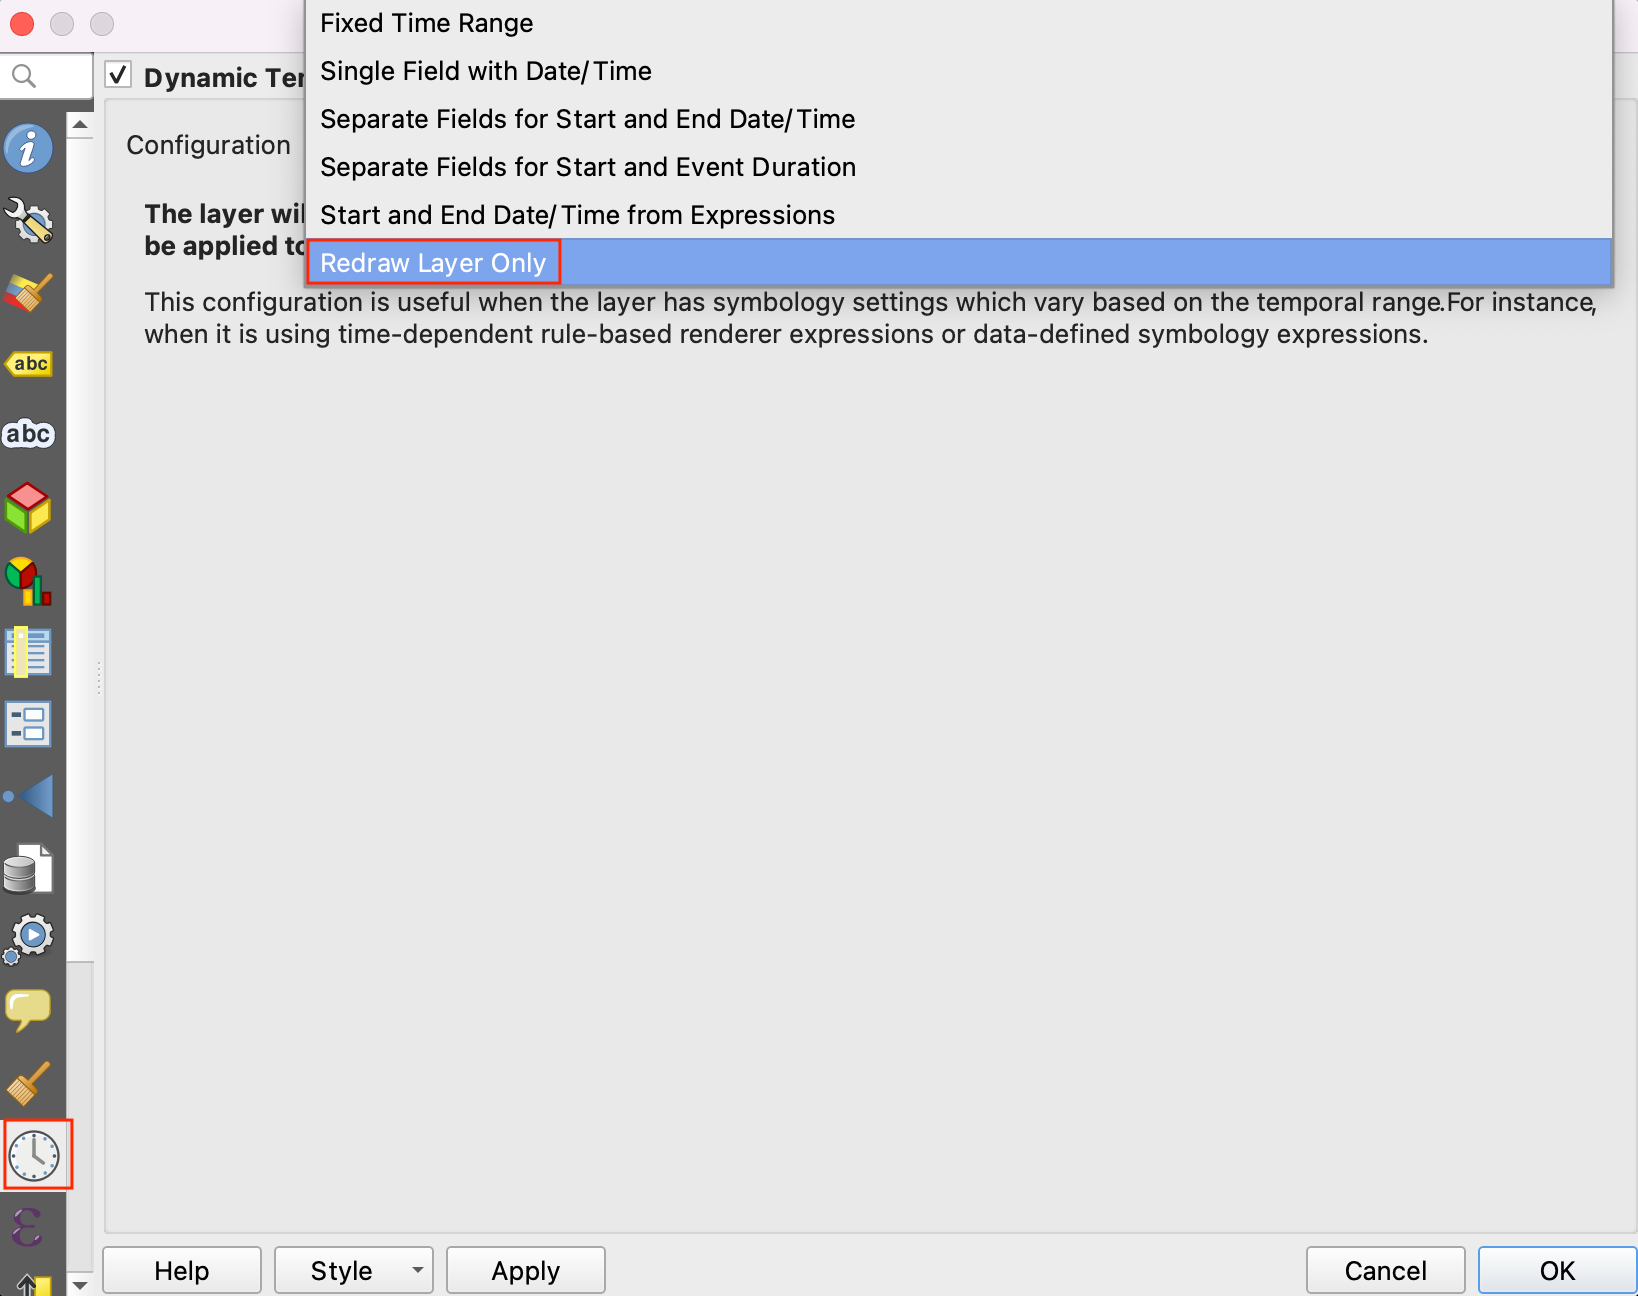 Fixed Time Range
Single Field with Date/Time
Dynamic
Separate Fields for Start and End Date/Time
Configuration
Separate Fields for Start and Event Duration
The layer
Start and End Date/Time from Expressions
be applied
Redraw Layer Only
This configuration is useful when the layer has symbology settings which vary based on the temporal range.For instance,
when it is using time-dependent rule-based renderer expressions or data-defined symbology expressions.
abc
abc
Help
Style
Apply
Cancel
OK